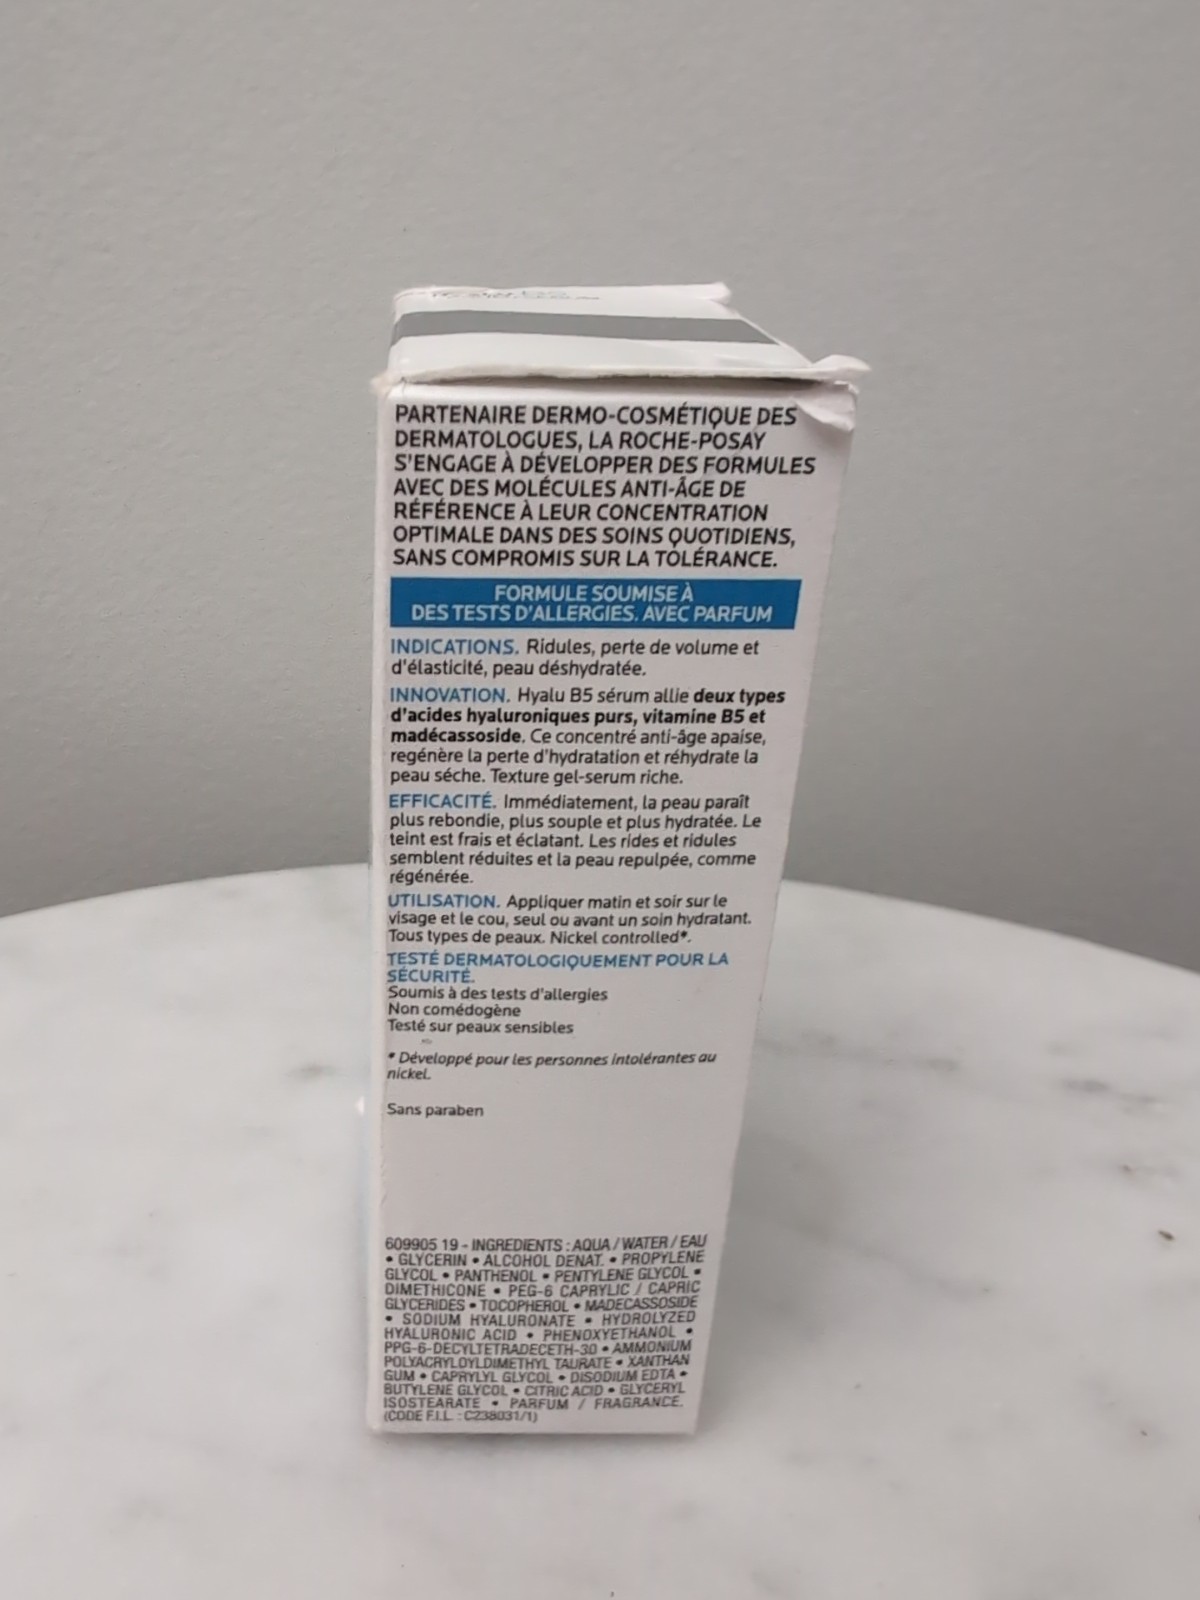 PARTENAIRE DERMO-COSMÉTIQUE DES
DERMATOLOGUES, LA ROCHE-POSAY
S'ENGAGE À DÉVELOPPER DES FORMULES
AVEC DES MOLÉCULES ANTI-ÂGE DE
RÉFÉRENCE À LEUR CONCENTRATION
OPTIMALE DANS DES SOINS QUOTIDIENS,
SANS COMPROMIS SUR LA TOLÉRANCE.
FORMULE SOUMISE À
DES TESTS D'ALLERGIES. AVEC PARFUM
INDICATIONS. Ridules, perte de volume et
d'élasticité, peau déshydratée.
INNOVATION. Hyalu B5 sérum allie deux types
d'acides hyaluroniques purs, vitamine B5 et
madécassoside. Ce concentré anti-âge apaise,
regénère la perte d'hydratation et réhydrate la
peau séche. Texture gel-serum riche.
EFFICACITÉ. Immédiatement, la peau paraît
plus rebondie, plus souple et plus hydratée. Le
teint est frais et éclatant. Les rides et ridules
semblent réduites et la peau repulpée, comme
régénérée.
UTILISATION. Appliquer matin et soir sur le
visage et le cou, seul ou avant un soin hydratant.
Tous types de peaux. Nickel controlled*.
TESTÉ DERMATOLOGIQUEMENT POUR LA
SÉCURITÉ.
Soumis à des tests d'allergies
Non comédogène
Testé sur peaux sensibles
* Développé pour les personnes intolérantes au
nickel.
Sans paraben
609905 19 - INGREDIENTS : AQUA / WATER / EAU
• GLYCERIN • ALCOHOL DENAT. • PROPYLENE
GLYCOL • PANTHENOL • PENTYLENE GLYCOL •
DIMETHICONE • PEG-6 CAPRYLIC / CAPRIC
GLYCERIDES • TOCOPHEROL • MADECASSOSIDE
• SODIUM HYALURONATE • HYDROLYZED
HYALURONIC ACID • PHENOXYETHANOL •
PPG-6-DECYLTETRADECETH-30 • AMMONIUM
POLYACRYLOYLDIMETHYL TAURATE • XANTHAN
GUM • CAPRYLYL GLYCOL • DISODIUM EDTA •
BUTYLENE GLYCOL • CITRIC ACID • GLYCERYL
ISOSTEARATE • PARFUM / FRAGRANCE.
(CODE F.I.L. : C238031/1)